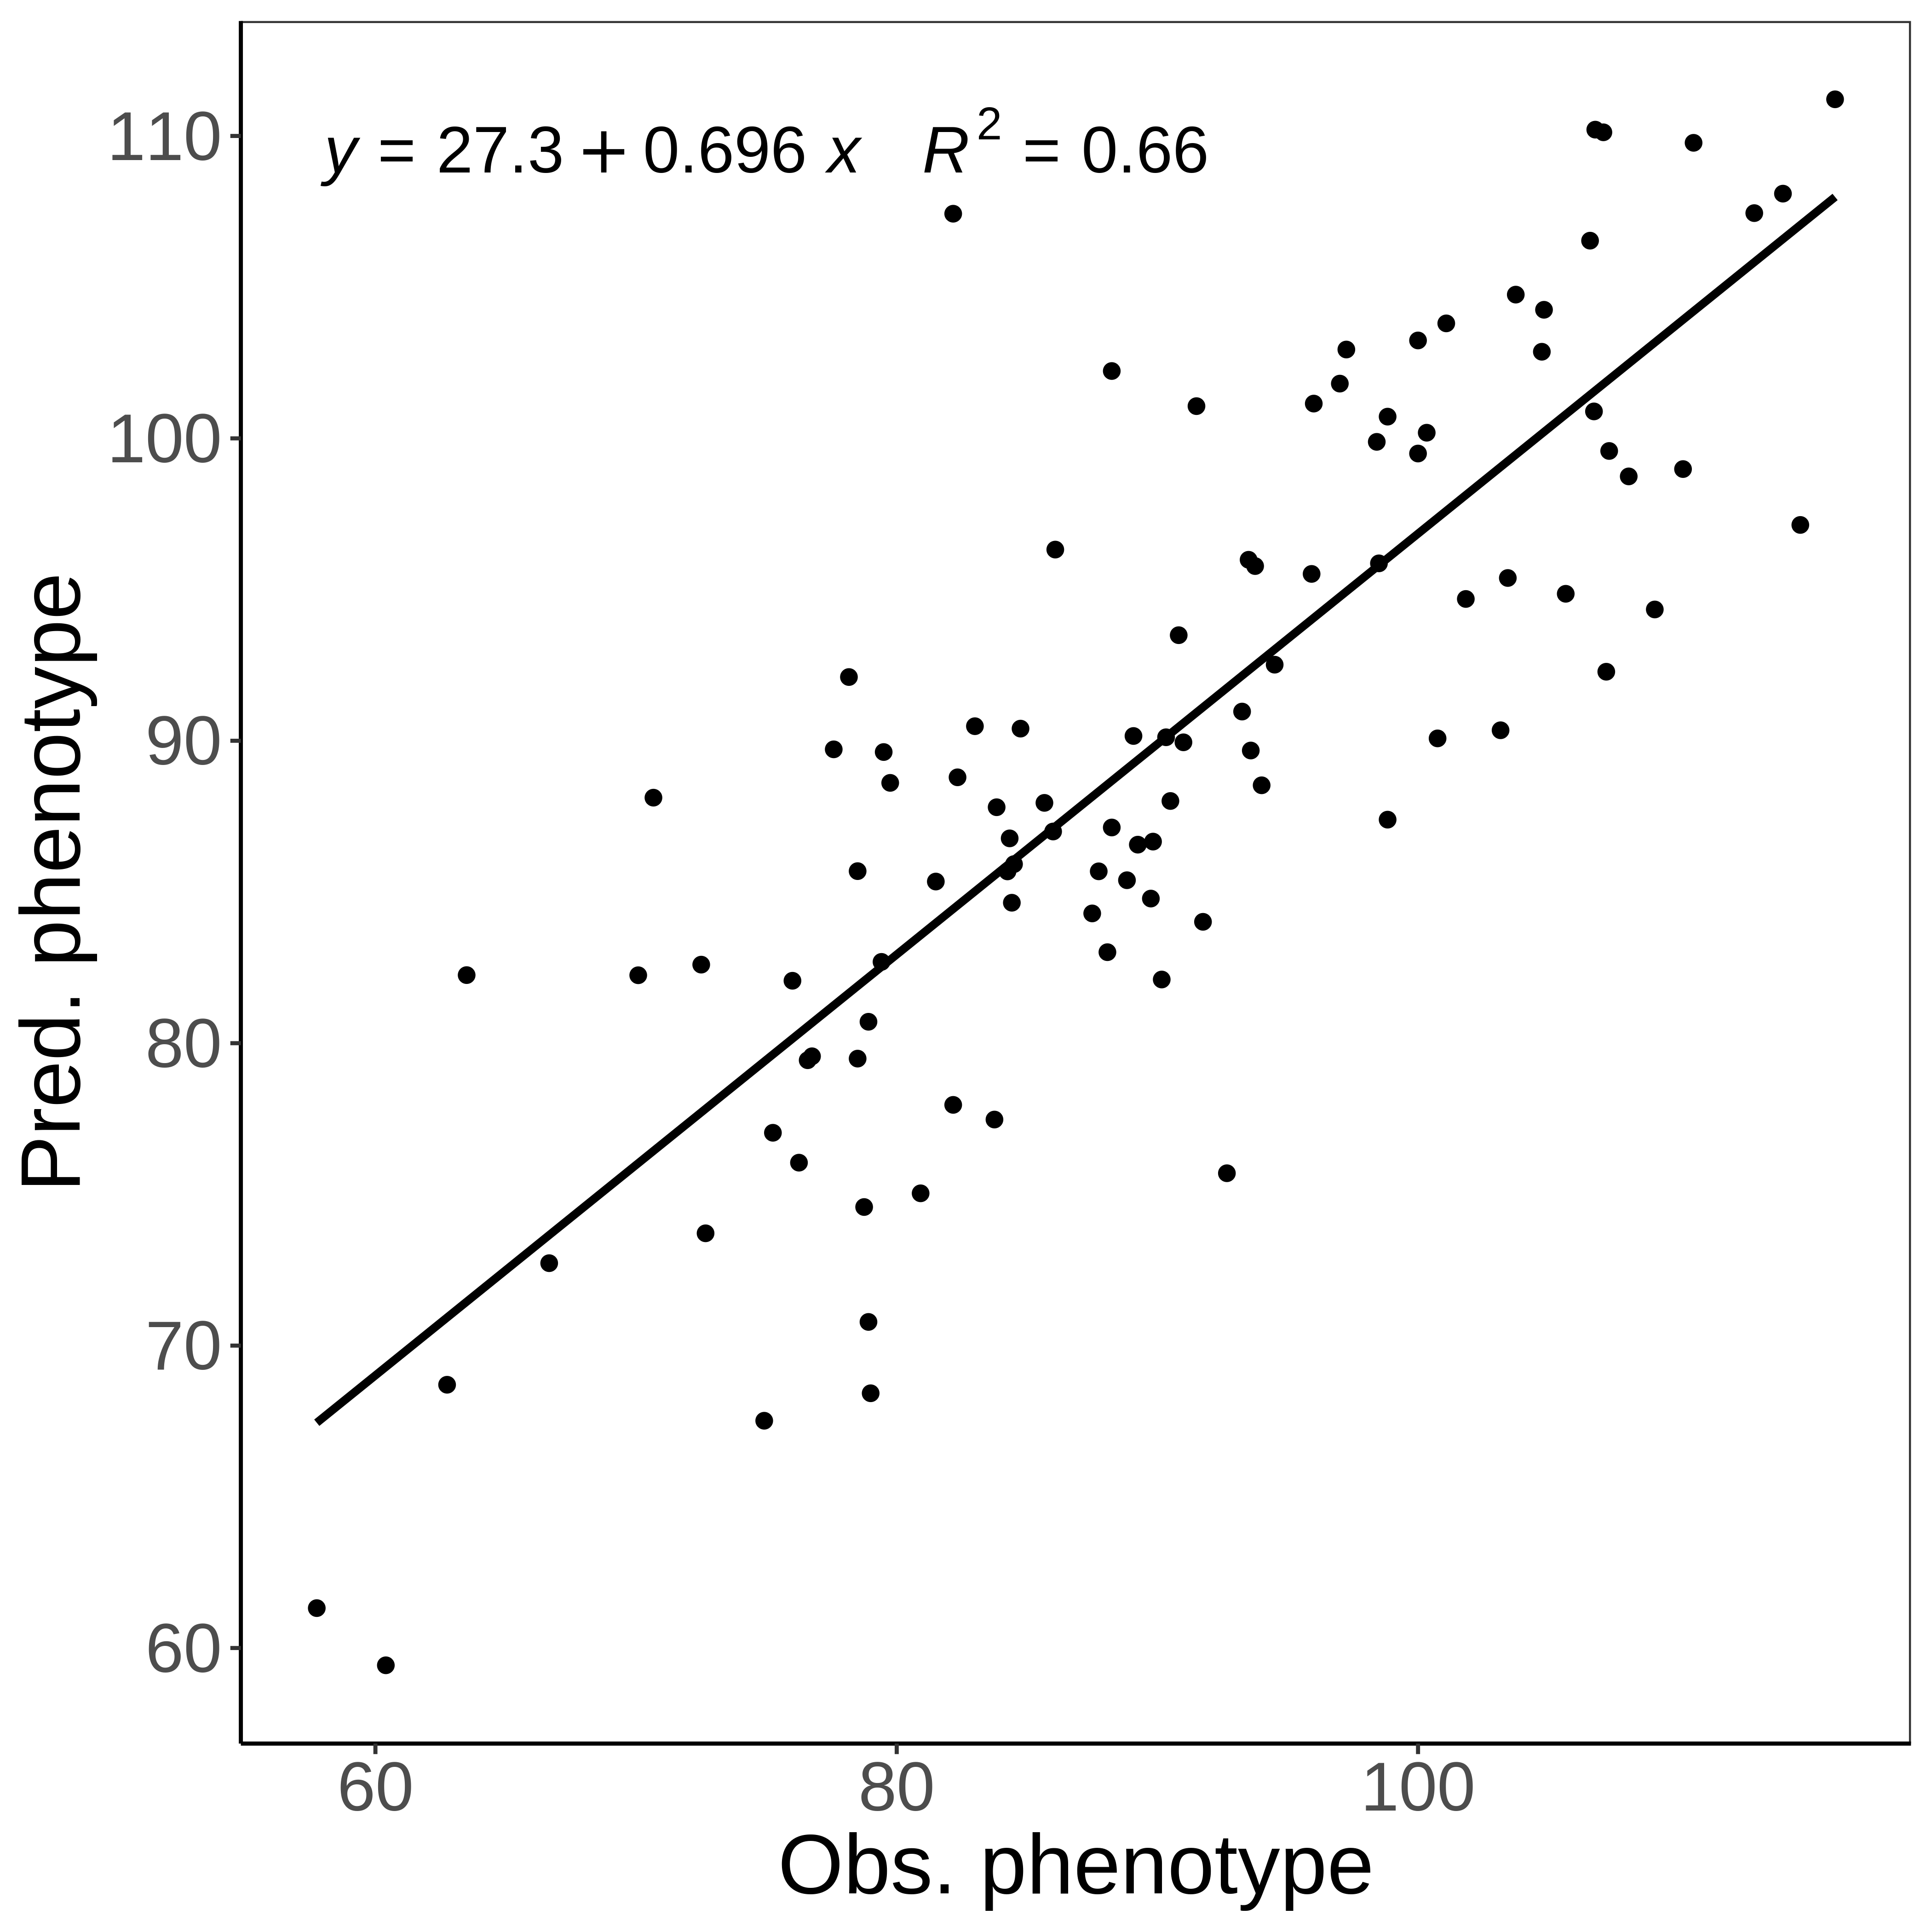 y = 27.3 + 0.696 x R² = 0.66
110
100
90
80
70
60
Pred. phenotype
60 80 100
Obs. phenotype